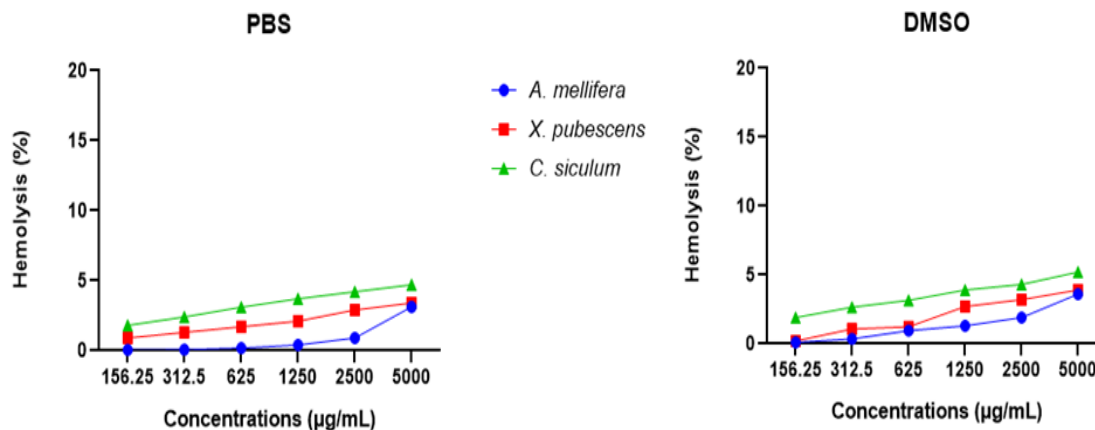 PBS
20
15
10
5
0
Hemolysis (%)
156.25 312.5 625 1250 2500 5000
Concentrations (µg/mL)
A. mellifera
X. pubescens
C. siculum
DMSO
20
15
10
5
0
Hemolysis (%)
156.25 312.5 625 1250 2500 5000
Concentrations (µg/mL)